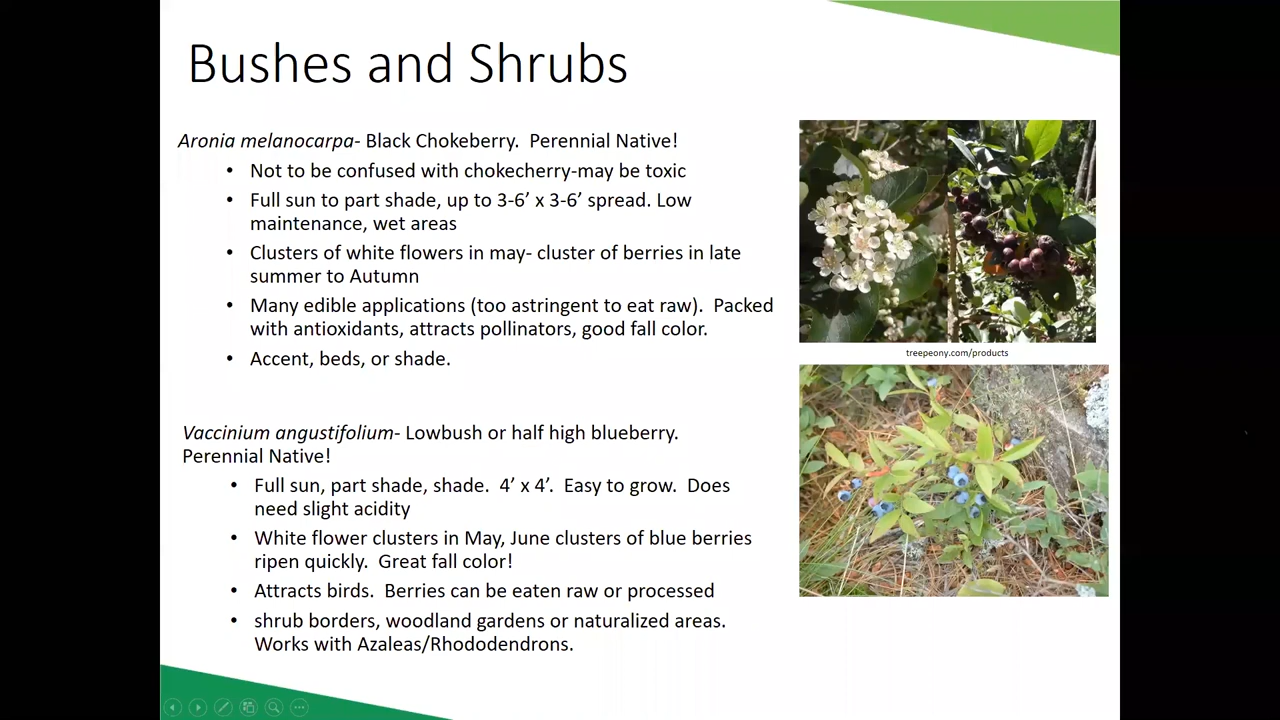 Bushes and Shrubs
Aronia melanocarpa- Black Chokeberry.  Perennial Native!
• Not to be confused with chokecherry-may be toxic
• Full sun to part shade, up to 3-6’ x 3-6’ spread. Low
maintenance, wet areas
• Clusters of white flowers in may- cluster of berries in late
summer to Autumn
• Many edible applications (too astringent to eat raw).  Packed
with antioxidants, attracts pollinators, good fall color.
• Accent, beds, or shade.
treepeony.com/products
Vaccinium angustifolium- Lowbush or half high blueberry.
Perennial Native!
• Full sun, part shade, shade.  4’ x 4’.  Easy to grow.  Does
need slight acidity
• White flower clusters in May, June clusters of blue berries
ripen quickly.  Great fall color!
• Attracts birds.  Berries can be eaten raw or processed
• shrub borders, woodland gardens or naturalized areas.
Works with Azaleas/Rhododendrons.